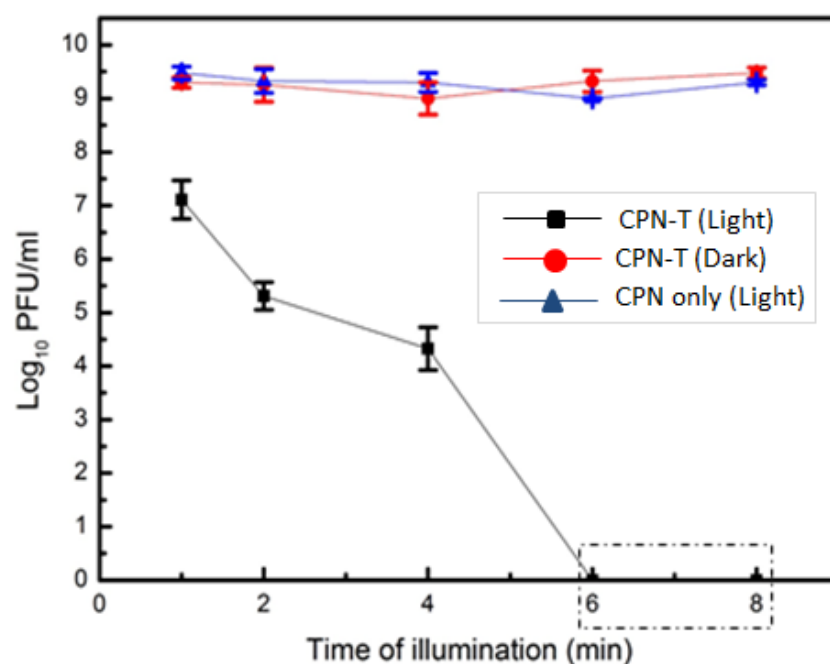 10
9
8
7
6
5
4
3
2
1
0
Log₁₀ PFU/ml
CPN-T (Light)
CPN-T (Dark)
CPN only (Light)
0 2 4 6 8
Time of illumination (min)